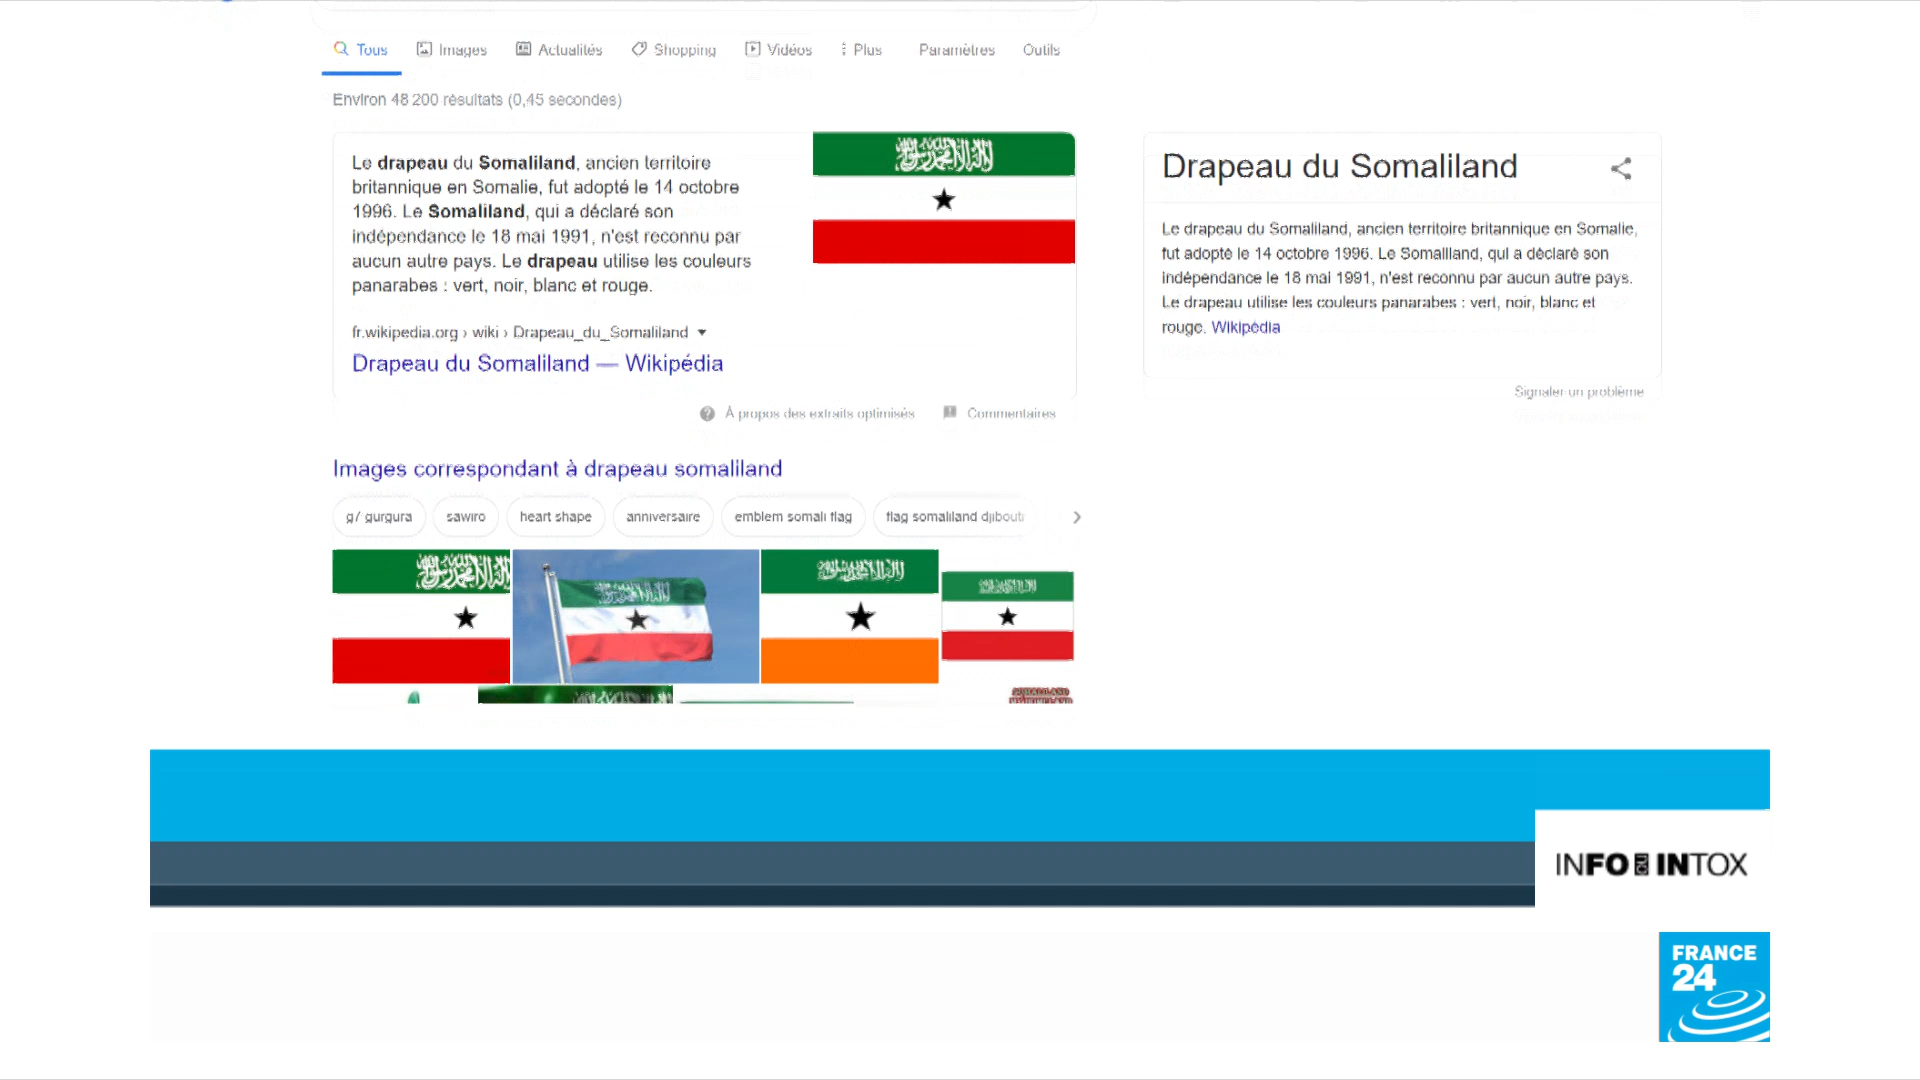 Tous Images Actualités Shopping Vidéos Plus Paramètres Outils
Environ 48 200 résultats (0,45 secondes)
Le drapeau du Somaliland, ancien territoire
britannique en Somalie, fut adopté le 14 octobre
1996. Le Somaliland, qui a déclaré son
indépendance le 18 mai 1991, n'est reconnu par
aucun autre pays. Le drapeau utilise les couleurs
panarabes : vert, noir, blanc et rouge.
fr.wikipedia.org › wiki › Drapeau_du_Somaliland
Drapeau du Somaliland — Wikipédia
À propos des extraits optimisés Commentaires
Drapeau du Somaliland
Le drapeau du Somaliland, ancien territoire britannique en Somalie,
fut adopté le 14 octobre 1996. Le Somaliland, qui a déclaré son
indépendance le 18 mai 1991, n'est reconnu par aucun autre pays.
Le drapeau utilise les couleurs panarabes : vert, noir, blanc et
rouge. Wikipédia
Signaler un problème
Images correspondant à drapeau somaliland
g/ gurgura sawiro heart shape anniversaire emblem somali flag flag somaliland djibouti
INFO OU INTOX
FRANCE
24